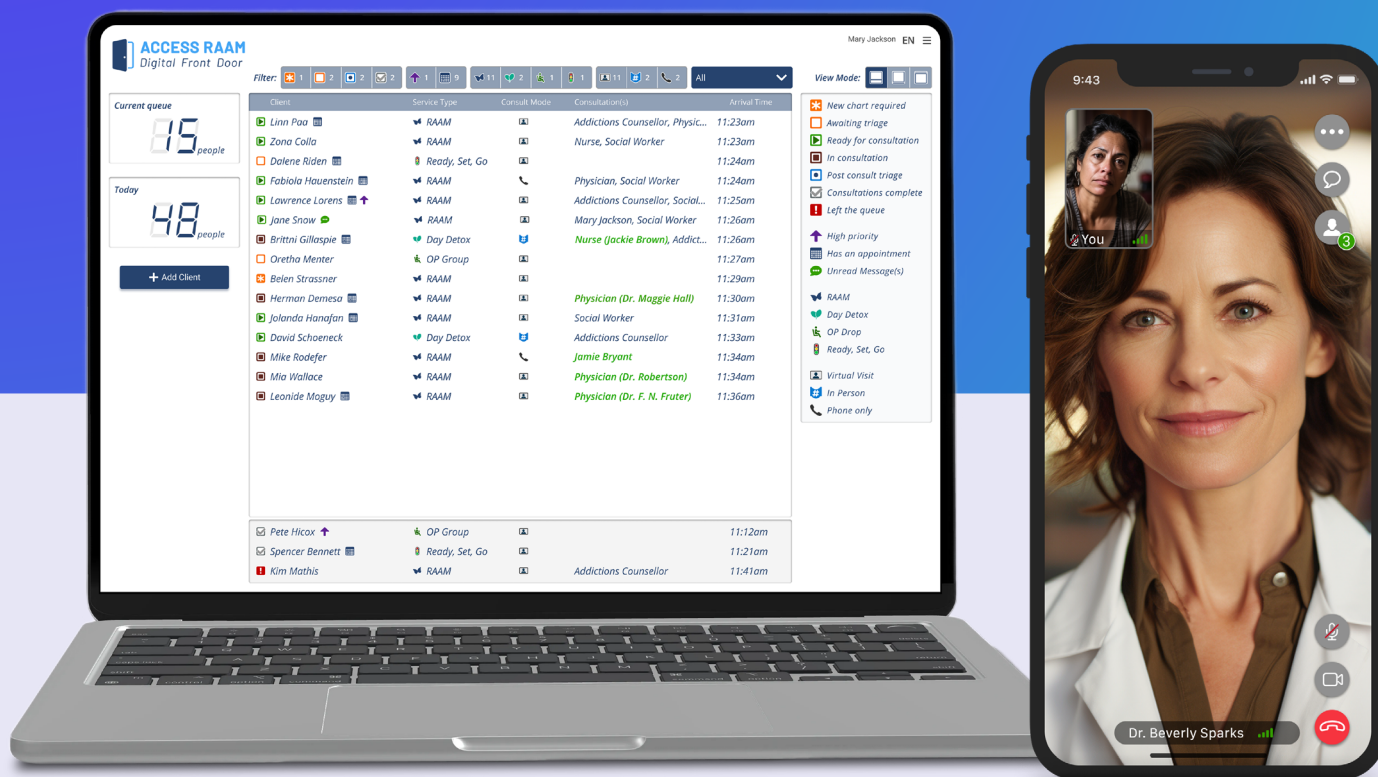 ACCESS RAAM
Digital Front Door
Mary Jackson EN
Filter: 1 2 2 2 1 9 11 2 1 1 11 2 2 All
View Mode:
Current queue
15 people
Today
48 people
Add Client
Client Service Type Consult Mode Consultation(s) Arrival Time
Linn Paa RAAM Addictions Counsellor, Physic... 11:23am
Zona Colla RAAM Nurse, Social Worker 11:23am
Dalene Riden Ready, Set, Go 11:24am
Fabiola Hauenstein RAAM Physician, Social Worker 11:24am
Lawrence Lorens RAAM Addictions Counsellor, Social... 11:25am
Jane Snow RAAM Mary Jackson, Social Worker 11:26am
Brittni Gillaspie Day Detox Nurse (Jackie Brown), Addict... 11:26am
Oretha Menter OP Group 11:27am
Belen Strassner RAAM 11:29am
Herman Demesa RAAM Physician (Dr. Maggie Hall) 11:30am
Jolanda Hanafan RAAM Social Worker 11:31am
David Schoeneck Day Detox Addictions Counsellor 11:33am
Mike Rodefer RAAM Jamie Bryant 11:34am
Mia Wallace RAAM Physician (Dr. Robertson) 11:34am
Leonide Moguy RAAM Physician (Dr. F. N. Fruter) 11:36am
Pete Hicox OP Group 11:12am
Spencer Bennett Ready, Set, Go 11:21am
Kim Mathis RAAM Addictions Counsellor 11:41am
New chart required
Awaiting triage
Ready for consultation
In consultation
Post consult triage
Consultations complete
Left the queue
High priority
Has an appointment
Unread Message(s)
RAAM
Day Detox
OP Drop
Ready, Set, Go
Virtual Visit
In Person
Phone only
9:43
You
3
Dr. Beverly Sparks